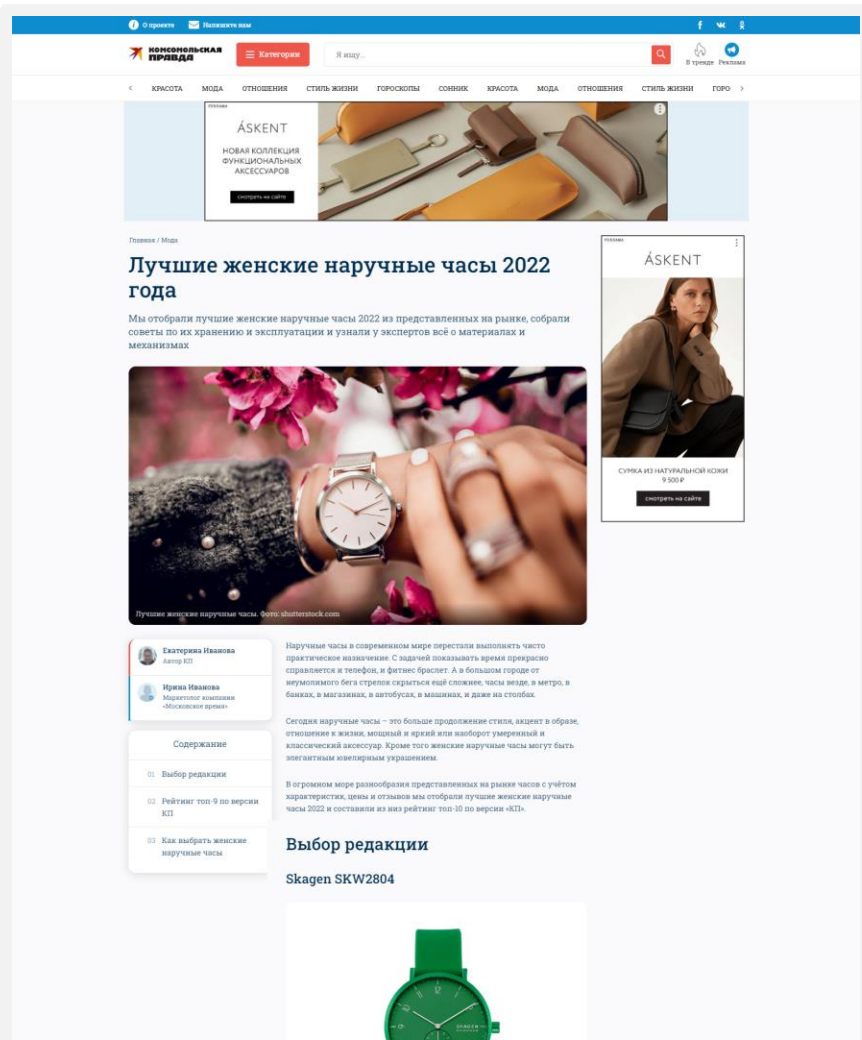 О проекте Напишите нам
КОМСОМОЛЬСКАЯ
ПРАВДА
Категории
Я ищу...
В тренде Реклама
КРАСОТА МОДА ОТНОШЕНИЯ СТИЛЬ ЖИЗНИ ГОРОСКОПЫ СОННИК КРАСОТА МОДА ОТНОШЕНИЯ СТИЛЬ ЖИЗНИ ГОРО
РЕКЛАМА
ÁSKENT
НОВАЯ КОЛЛЕКЦИЯ
ФУНКЦИОНАЛЬНЫХ
АКСЕССУАРОВ
смотреть на сайте
Главная / Мода
Лучшие женские наручные часы 2022
года
Мы отобрали лучшие женские наручные часы 2022 из представленных на рынке, собрали
советы по их хранению и эксплуатации и узнали у экспертов всё о материалах и
механизмах
Лучшие женские наручные часы. Фото: shutterstock.com
РЕКЛАМА
ÁSKENT
СУМКА ИЗ НАТУРАЛЬНОЙ КОЖИ
9 500 ₽
смотреть на сайте
Екатерина Иванова
Автор КП
Ирина Иванова
Маркетолог компании
«Московское время»
Содержание
01 Выбор редакции
02 Рейтинг топ-9 по версии
КП
03 Как выбрать женские
наручные часы
Наручные часы в современном мире перестали выполнять чисто
практическое назначение. С задачей показывать время прекрасно
справляется и телефон, и фитнес браслет. А в большом городе от
неумолимого бега стрелок скрыться ещё сложнее, часы везде, в метро, в
банках, в магазинах, в автобусах, в машинах, и даже на столбах.
Сегодня наручные часы – это больше продолжение стиля, акцент в образе,
отношение к жизни, мощный и яркий или наоборот умеренный и
классический аксессуар. Кроме того женские наручные часы могут быть
элегантным ювелирным украшением.
В огромном море разнообразия представленных на рынке часов с учётом
характеристик, цены и отзывов мы отобрали лучшие женские наручные
часы 2022 и составили из низ рейтинг топ-10 по версии «КП».
Выбор редакции
Skagen SKW2804
12
SKAGEN